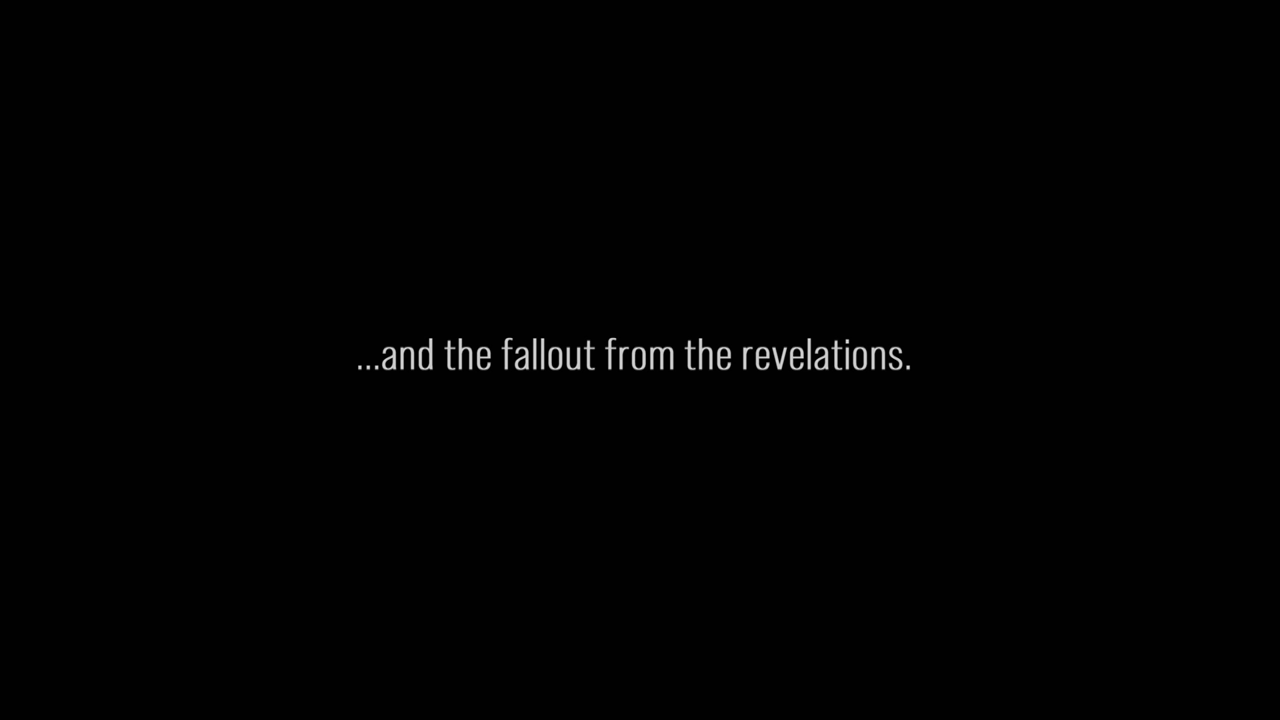 ...and the fallout from the revelations.